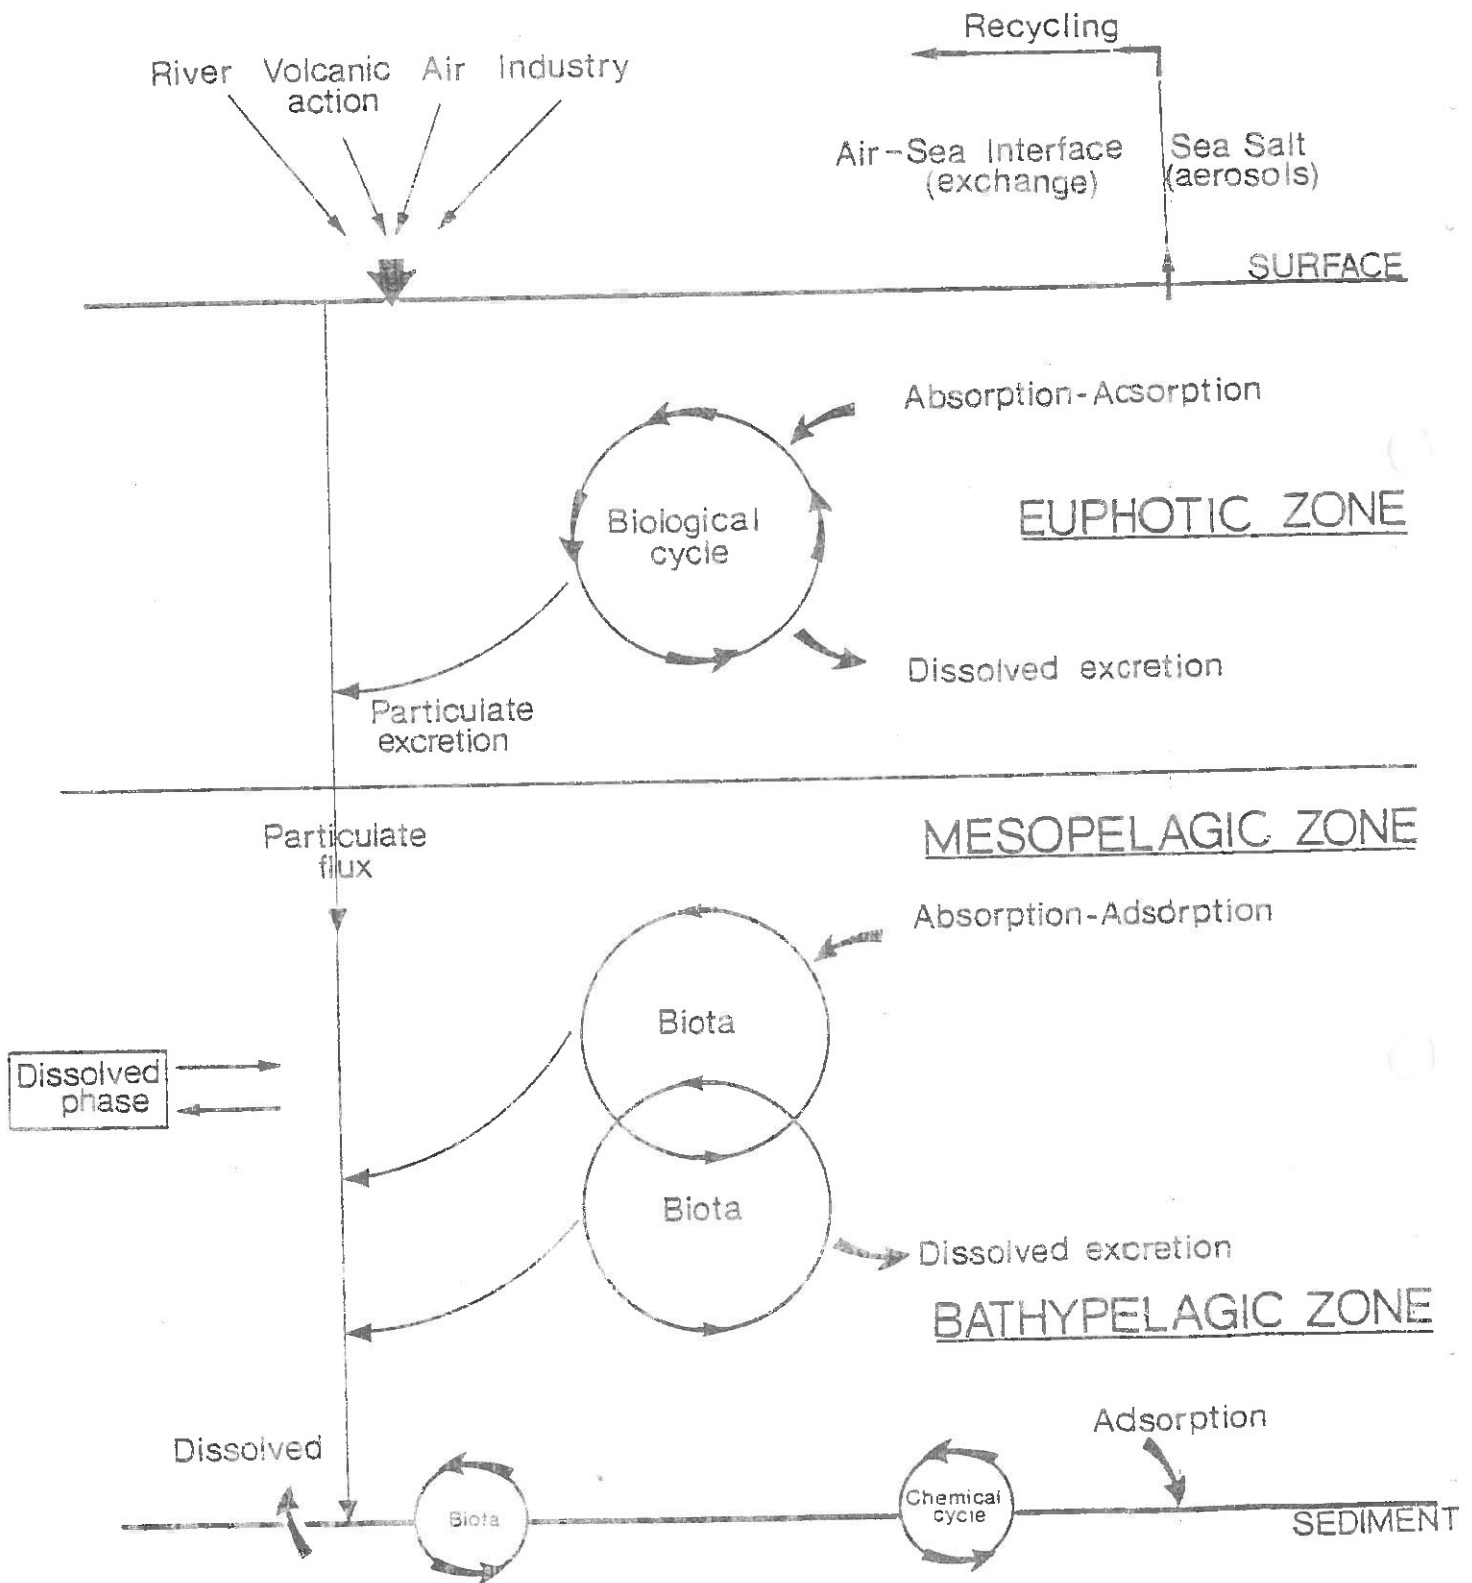 Recycling
River Volcanic Air Industry
action
Air-Sea Interface
(exchange)
Sea Salt
(aerosols)
SURFACE
Absorption-Acsorption
EUPHOTIC ZONE
Biological
cycle
Dissolved excretion
Particulate
excretion
MESOPELAGIC ZONE
Particulate
flux
Absorption-Adsorption
Biota
Dissolved
phase
Biota
Dissolved excretion
BATHYPELAGIC ZONE
Adsorption
Dissolved
Biota
Chemical
cycle
SEDIMENT